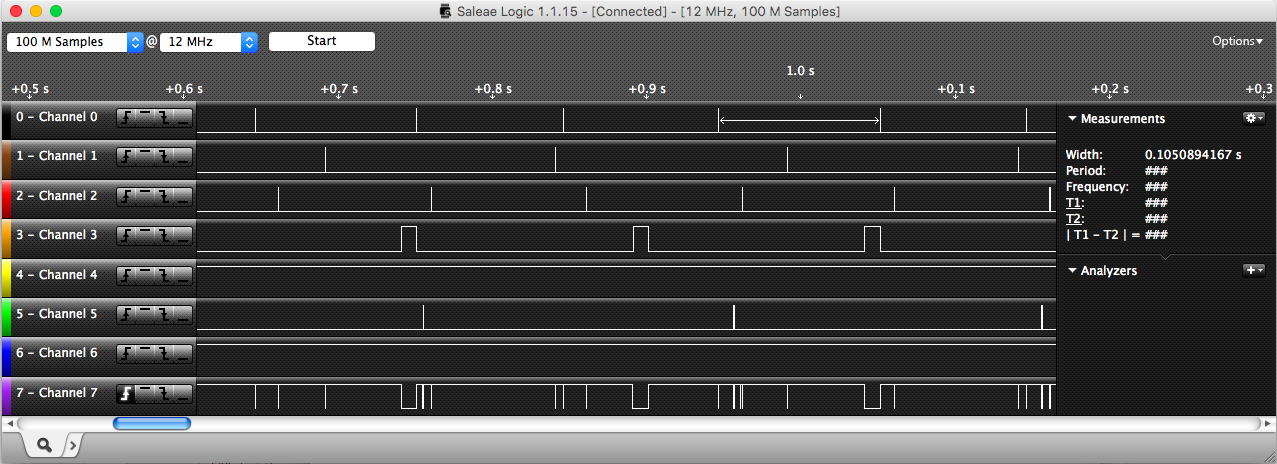 Saleae Logic 1.1.15 - [Connected] - [12 MHz, 100 M Samples]
100 M Samples @ 12 MHz Start Options
1.0 s
+0.5 s +0.6 s +0.7 s +0.8 s +0.9 s +0.1 s +0.2 s +0.3
0 - Channel 0
1 - Channel 1
2 - Channel 2
3 - Channel 3
4 - Channel 4
5 - Channel 5
6 - Channel 6
7 - Channel 7
Measurements
Width: 0.1050894167 s
Period: ###
Frequency: ###
T1: ###
T2: ###
| T1 - T2 | = ###
Analyzers